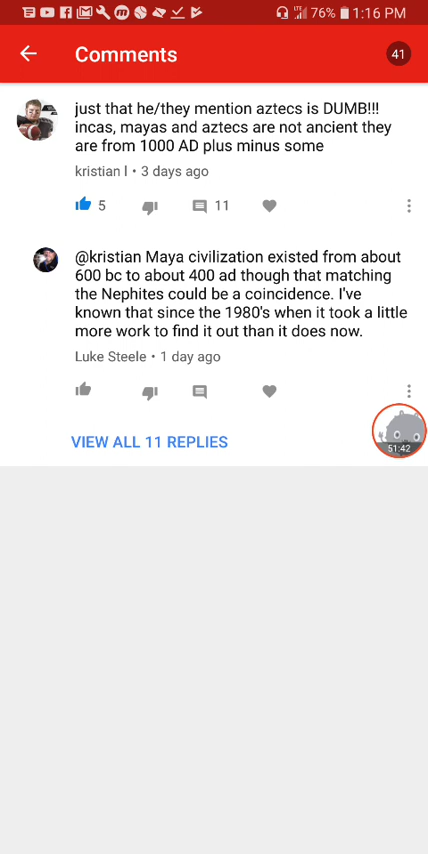 76% 1:16 PM
Comments
41
just that he/they mention aztecs is DUMB!!!
incas, mayas and aztecs are not ancient they
are from 1000 AD plus minus some
kristian l • 3 days ago
5 11
@kristian Maya civilization existed from about
600 bc to about 400 ad though that matching
the Nephites could be a coincidence. I've
known that since the 1980's when it took a little
more work to find it out than it does now.
Luke Steele • 1 day ago
51:42
VIEW ALL 11 REPLIES